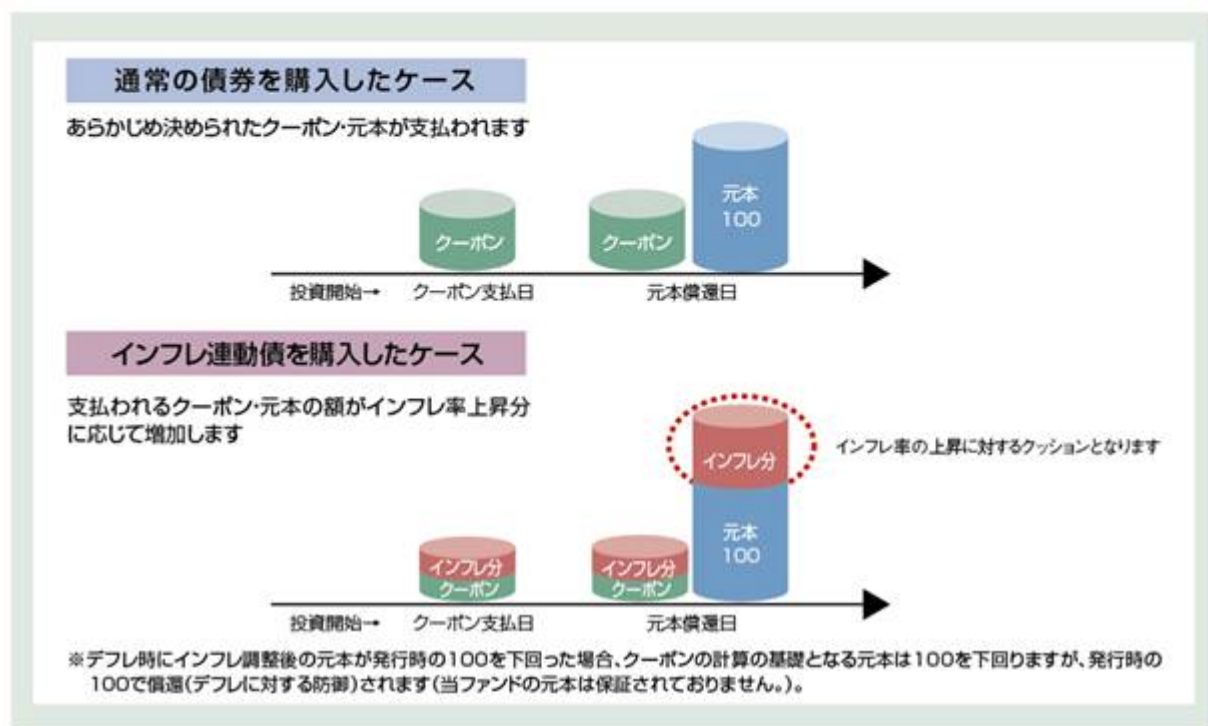 通常の債券を購入したケース
あらかじめ決められたクーポン・元本が支払われます
元本
100
クーポン
クーポン
投資開始→ クーポン支払日 元本償還日
インフレ連動債を購入したケース
支払われるクーポン・元本の額がインフレ率上昇分
に応じて増加します
インフレ分
インフレ率の上昇に対するクッションとなります
元本
100
インフレ分
クーポン
インフレ分
クーポン
投資開始→ クーポン支払日 元本償還日
※デフレ時にインフレ調整後の元本が発行時の100を下回った場合、クーポンの計算の基礎となる元本は100を下回りますが、発行時の
100で償還(デフレに対する防御)されます(当ファンドの元本は保証されておりません。)。